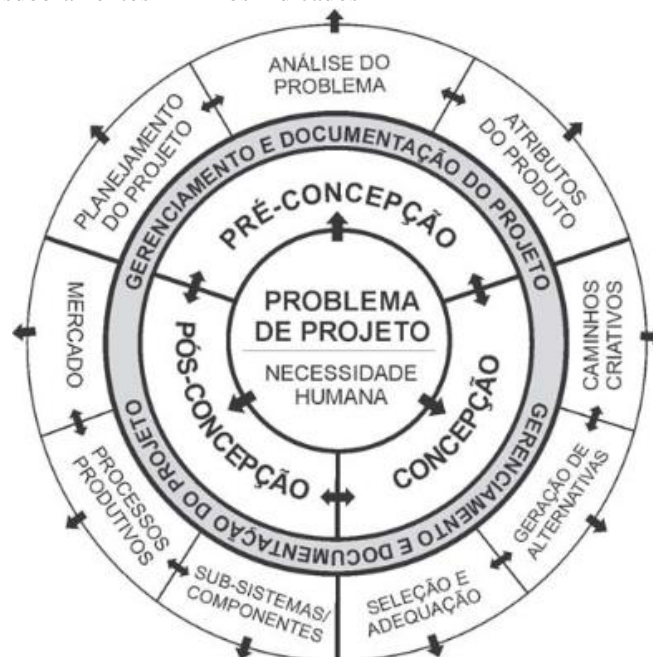 ANÁLISE DO
PROBLEMA
ATRIBUTOS
DO PRODUTO
CAMINHOS
CRIATIVOS
GERAÇÃO DE
ALTERNATIVAS
SELEÇÃO E
ADEQUAÇÃO
SUB-SISTEMAS/
COMPONENTES
PROCESSOS
PRODUTIVOS
MERCADO
PLANEJAMENTO
DO PROJETO
GERENCIAMENTO E DOCUMENTAÇÃO DO PROJETO
GERENCIAMENTO E DOCUMENTAÇÃO DO PROJETO
PRÉ-CONCEPÇÃO
CONCEPÇÃO
PÓS-CONCEPÇÃO
PROBLEMA
DE PROJETO
NECESSIDADE
HUMANA